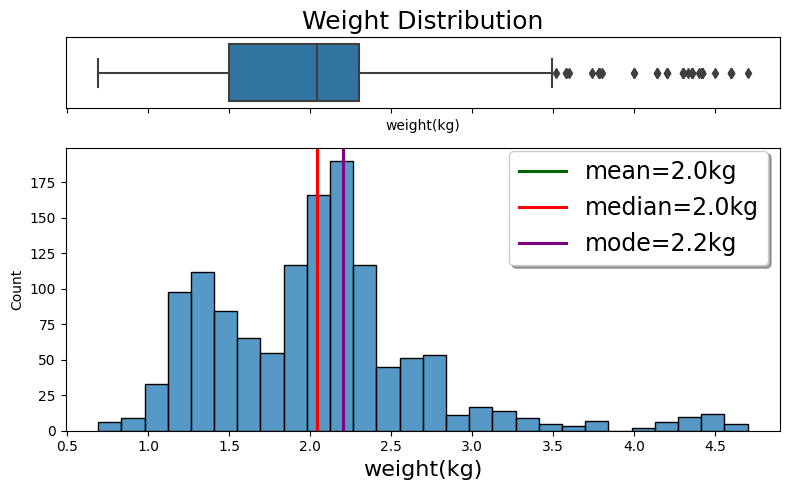 Weight Distribution
weight(kg)
mean=2.0kg
median=2.0kg
mode=2.2kg
175
150
125
100
75
50
25
0
Count
0.5 1.0 1.5 2.0 2.5 3.0 3.5 4.0 4.5
weight(kg)